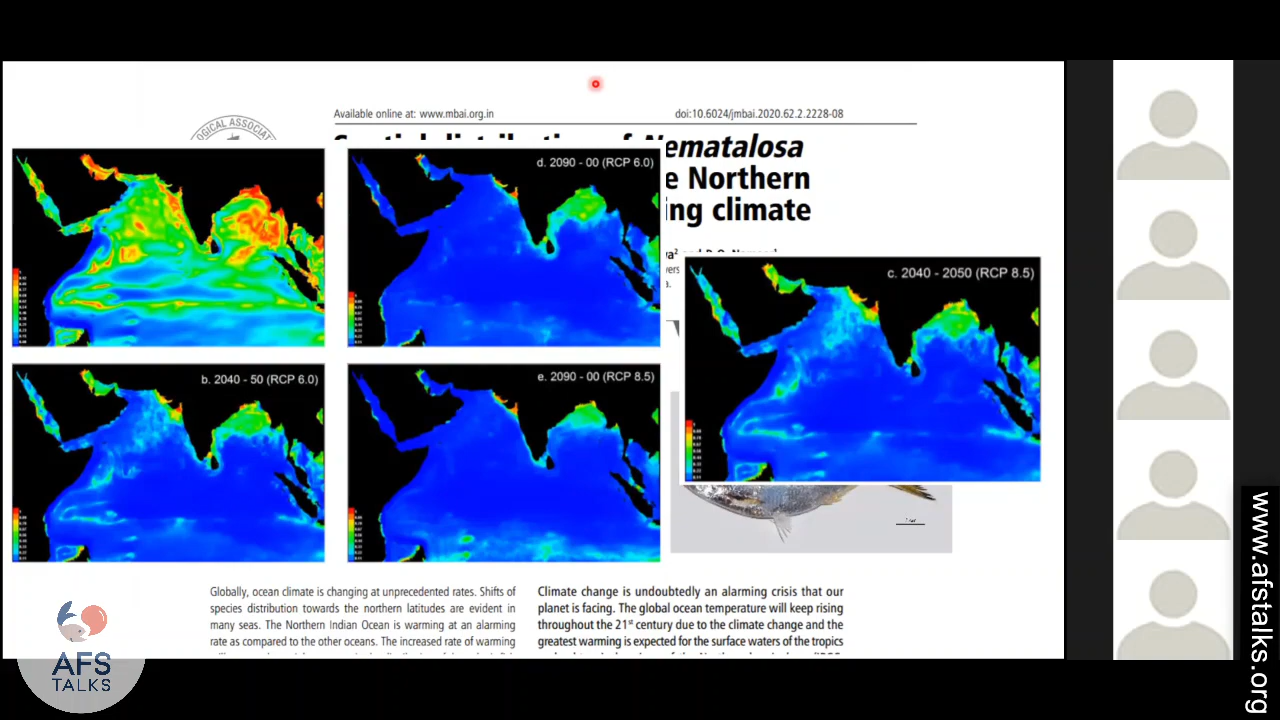 Available online at: www.mbai.org.in
doi:10.6024/jmbai.2020.62.2.2228-08
OGICAL ASSOCIA
Spatial distribution of Nematalosa
e Northern
ing climate
d. 2090 - 00 (RCP 6.0)
c. 2040 - 2050 (RCP 8.5)
b. 2040 - 50 (RCP 6.0)
e. 2090 - 00 (RCP 8.5)
Globally, ocean climate is changing at unprecedented rates. Shifts of
species distribution towards the northern latitudes are evident in
many seas. The Northern Indian Ocean is warming at an alarming
rate as compared to the other oceans. The increased rate of warming
Climate change is undoubtedly an alarming crisis that our
planet is facing. The global ocean temperature will keep rising
throughout the 21st century due to the climate change and the
greatest warming is expected for the surface waters of the tropics
AFS
TALKS
www.afstalks.org